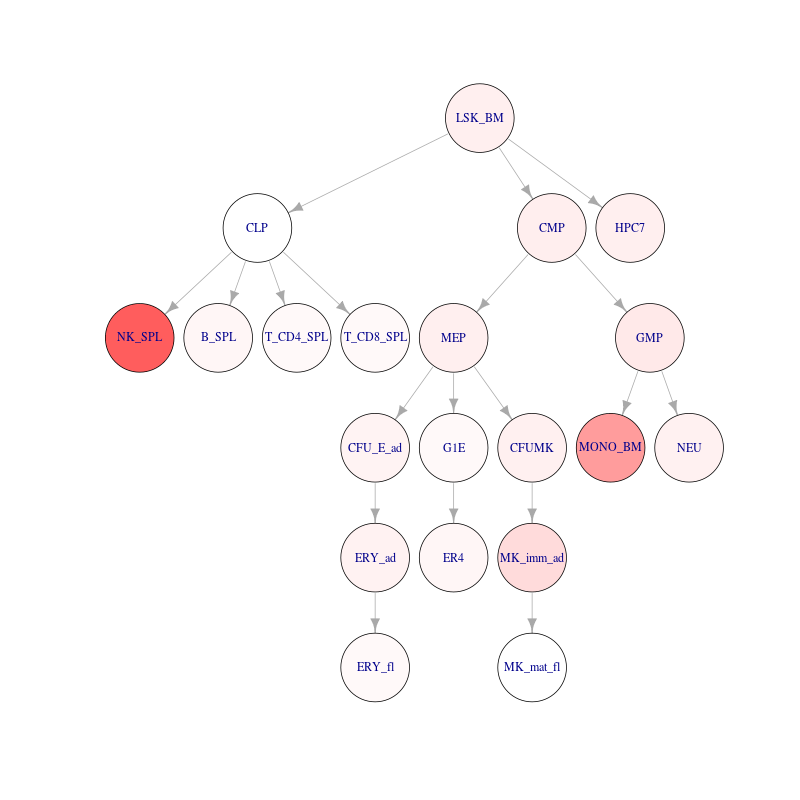 LSK_BM
CLP
CMP
HPC7
NK_SPL
B_SPL
T_CD4_SPL
T_CD8_SPL
MEP
GMP
CFU_E_ad
G1E
CFUMK
MONO_BM
NEU
ERY_ad
ER4
MK_imm_ad
ERY_fl
MK_mat_fl